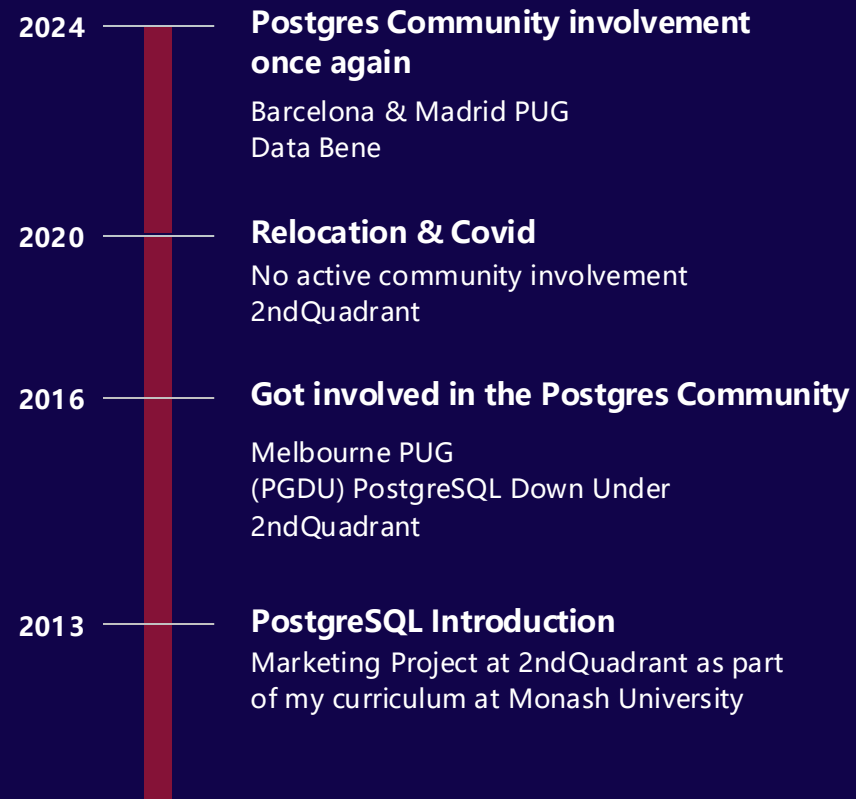 2024
Postgres Community involvement
once again
Barcelona & Madrid PUG
Data Bene
2020
Relocation & Covid
No active community involvement
2ndQuadrant
2016
Got involved in the Postgres Community
Melbourne PUG
(PGDU) PostgreSQL Down Under
2ndQuadrant
2013
PostgreSQL Introduction
Marketing Project at 2ndQuadrant as part
of my curriculum at Monash University